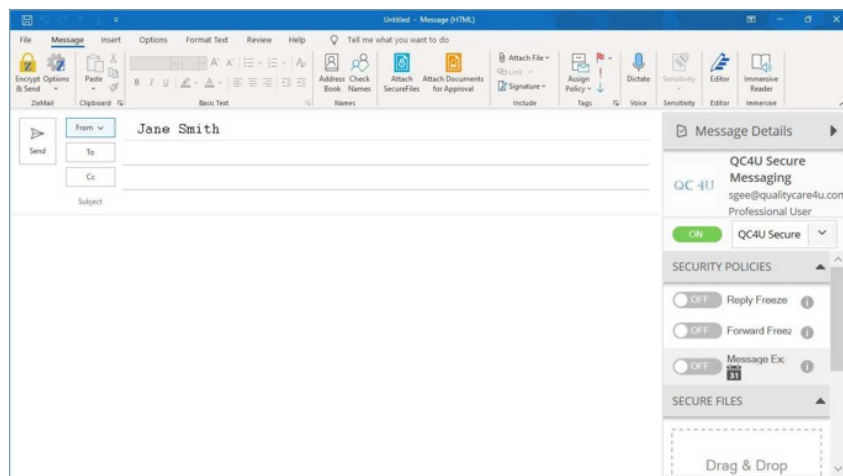 Untitled - Message (HTML)
File Message Insert Options Format Text Review Help Tell me what you want to do
Encrypt & Send
Options
Paste
B I U
Address Book
Check Names
Attach SecureFiles
Attach Documents for Approval
Attach File
Link
Signature
Assign Policy
Dictate
Sensitivity
Editor
Immersive Reader
ZixMail Clipboard Basic Text Names Include Tags Voice Sensitivity Editor Immersive
Send
From
Jane Smith
To
Cc
Subject
Message Details
QC 4U
QC4U Secure
Messaging
sgee@qualitycare4u.com
Professional User
ON
QC4U Secure
SECURITY POLICIES
OFF Reply Freeze
OFF Forward Freez
OFF Message Ex
31
SECURE FILES
Drag & Drop